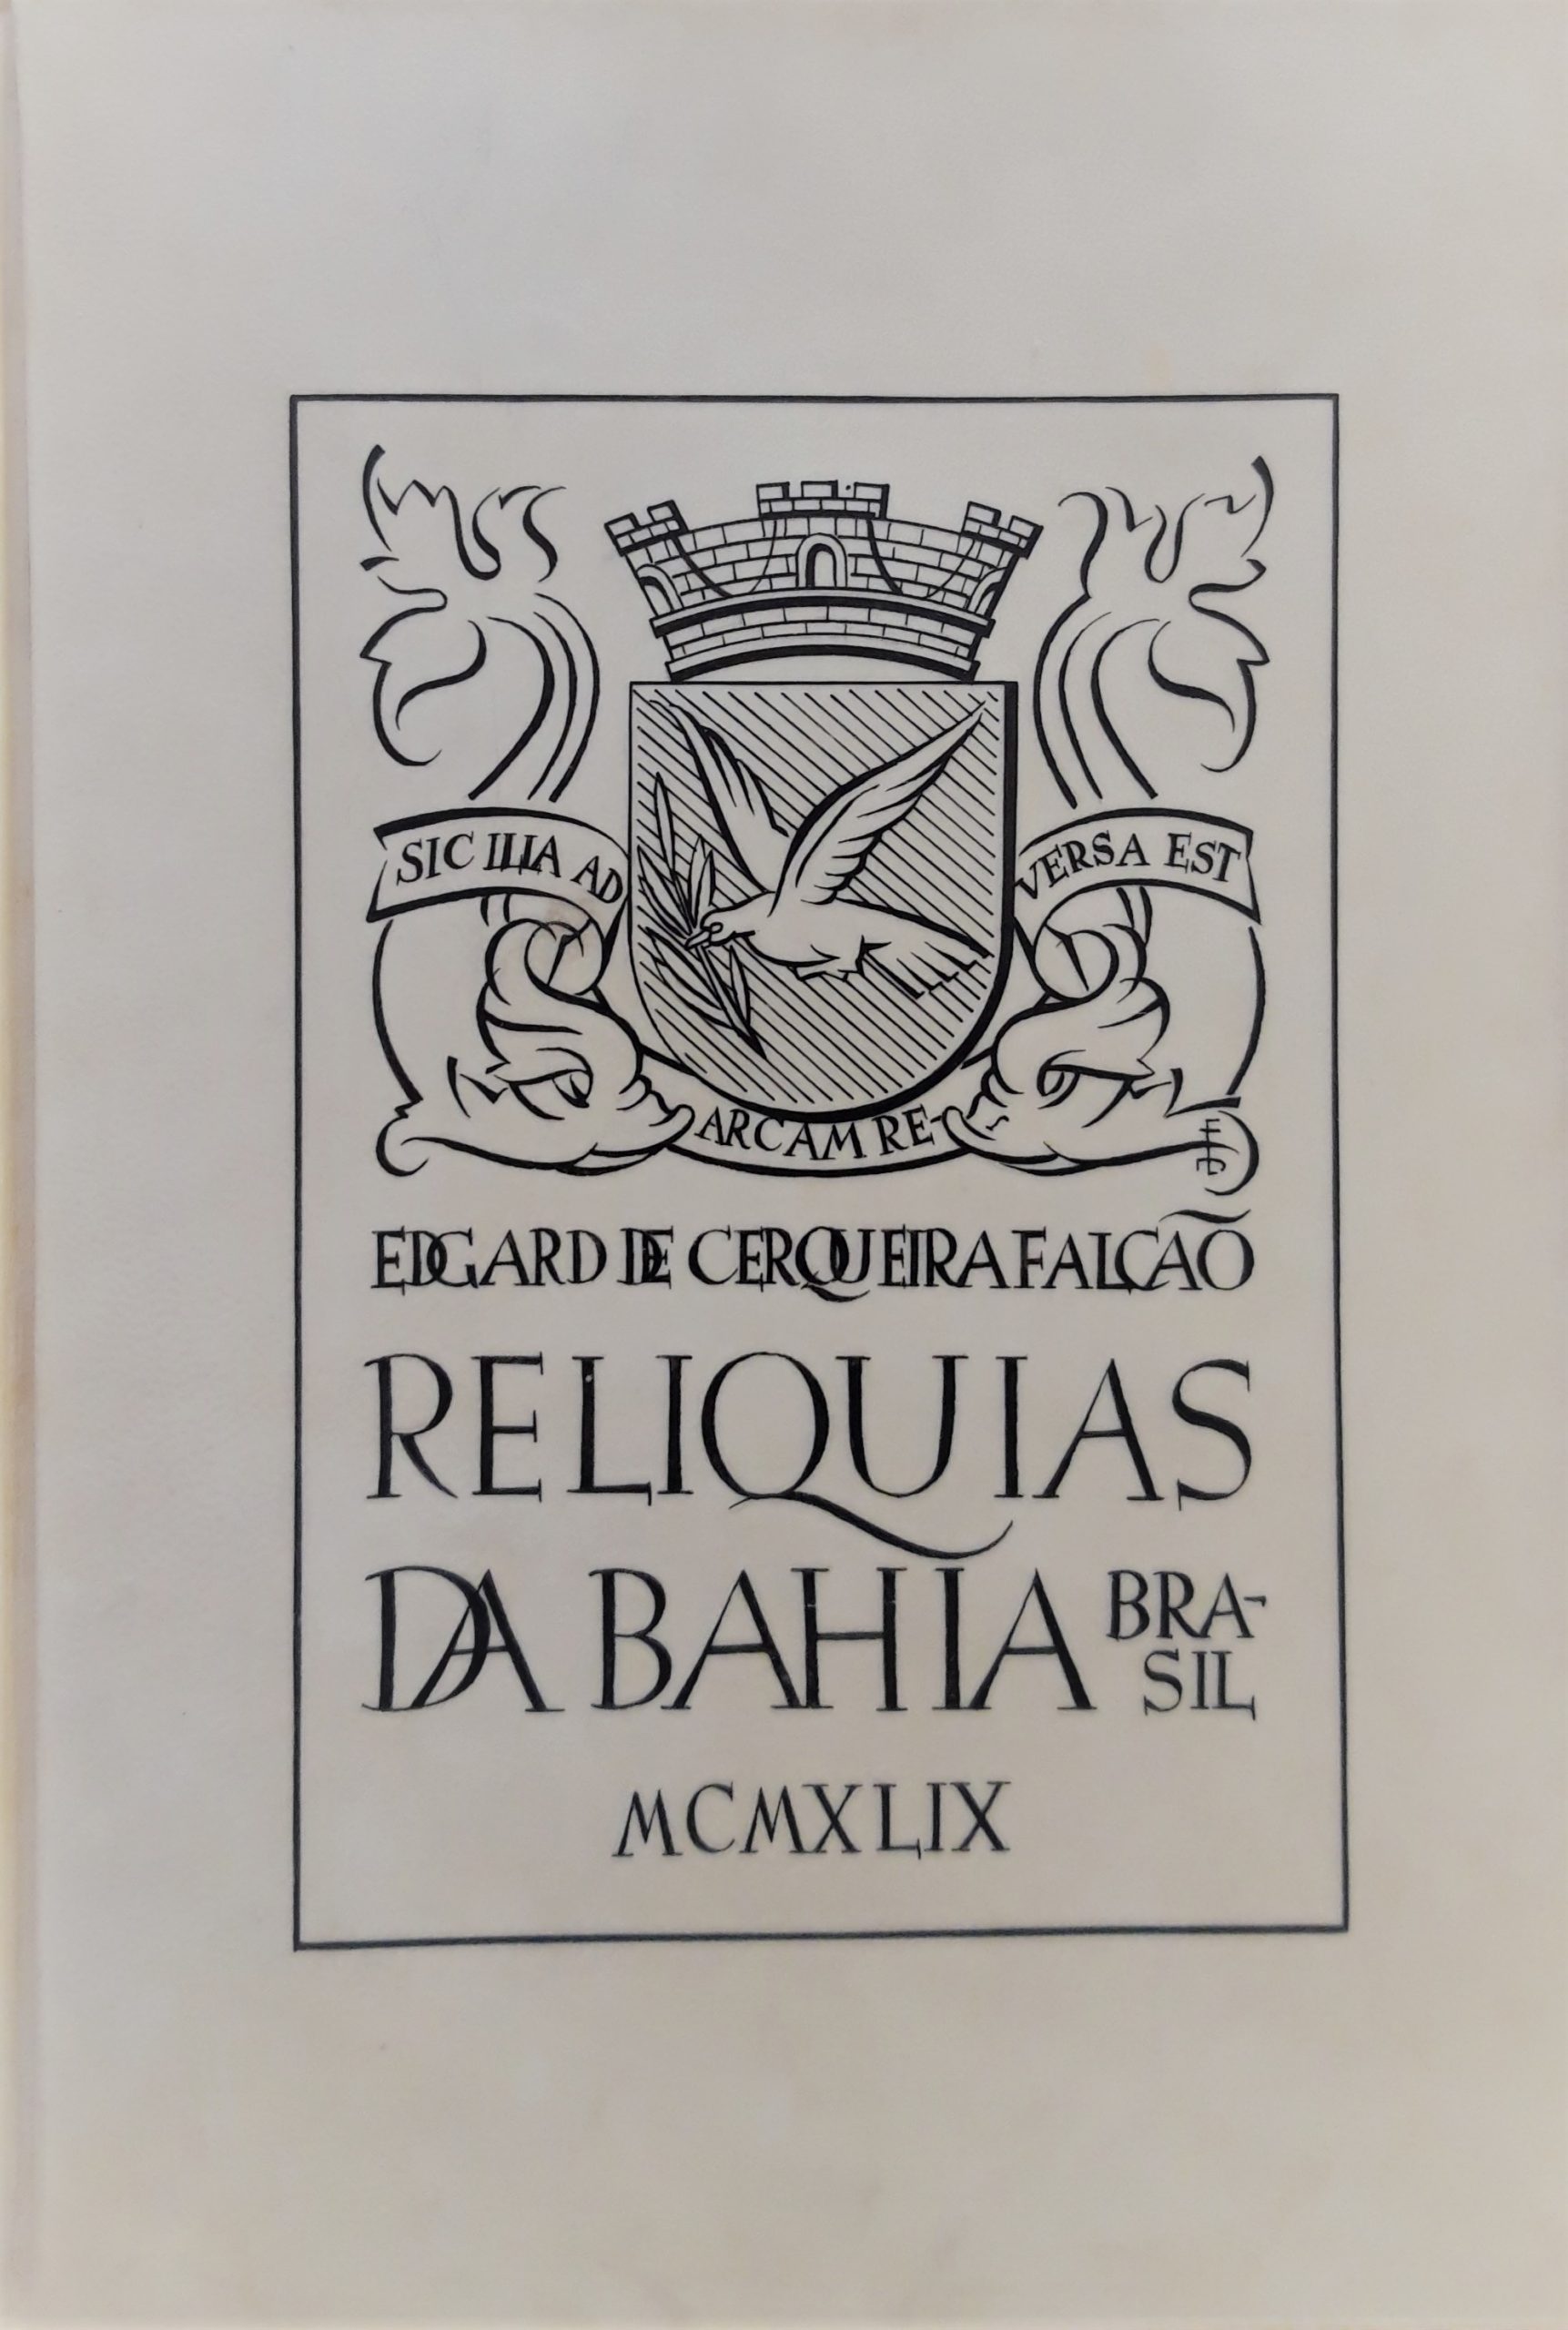 SIC ILLA AD
ARCAM RE-
VERSA EST
EDGARD DE CERQUEIRA FALCÃO
RELIQUIAS
DA BAHIA BRA-
SIL
MCMXLIX